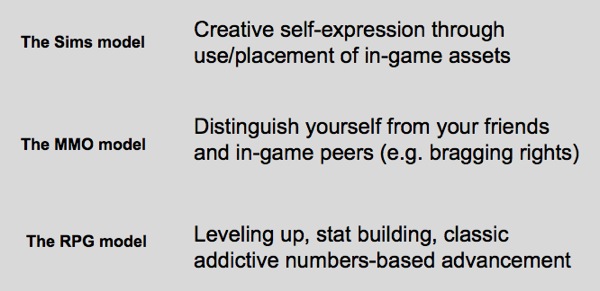 The Sims model
Creative self-expression through
use/placement of in-game assets
The MMO model
Distinguish yourself from your friends
and in-game peers (e.g. bragging rights)
The RPG model
Leveling up, stat building, classic
addictive numbers-based advancement